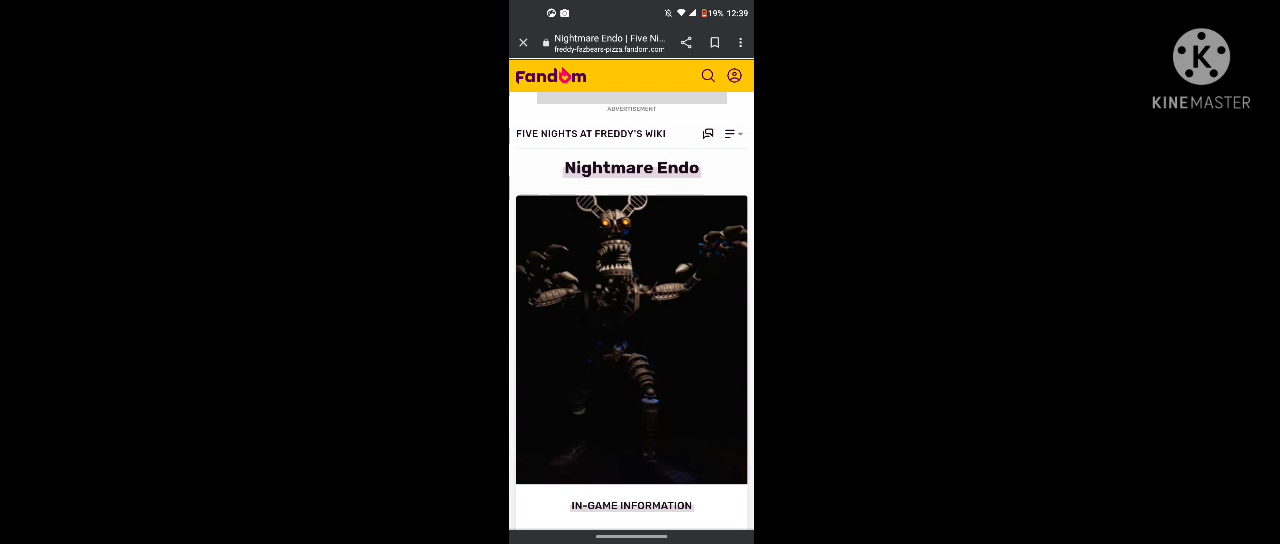 19% 12:39
Nightmare Endo | Five Ni...
freddy-fazbears-pizza.fandom.com
Fandom
ADVERTISEMENT
FIVE NIGHTS AT FREDDY'S WIKI
Nightmare Endo
IN-GAME INFORMATION
K
KINEMASTER